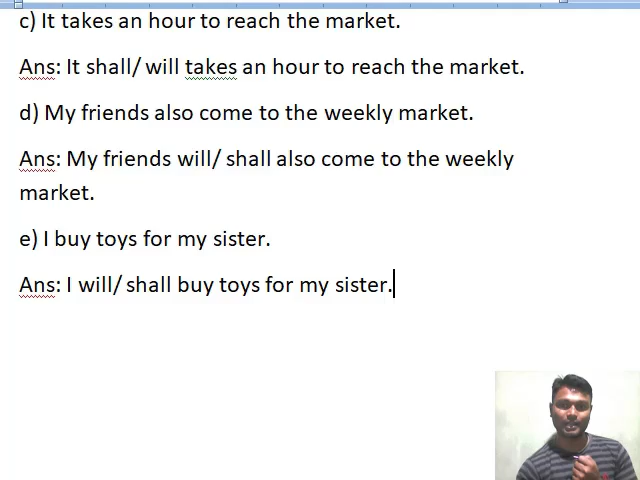 c) It takes an hour to reach the market.
Ans: It shall/ will takes an hour to reach the market.
d) My friends also come to the weekly market.
Ans: My friends will/ shall also come to the weekly
market.
e) I buy toys for my sister.
Ans: I will/ shall buy toys for my sister.